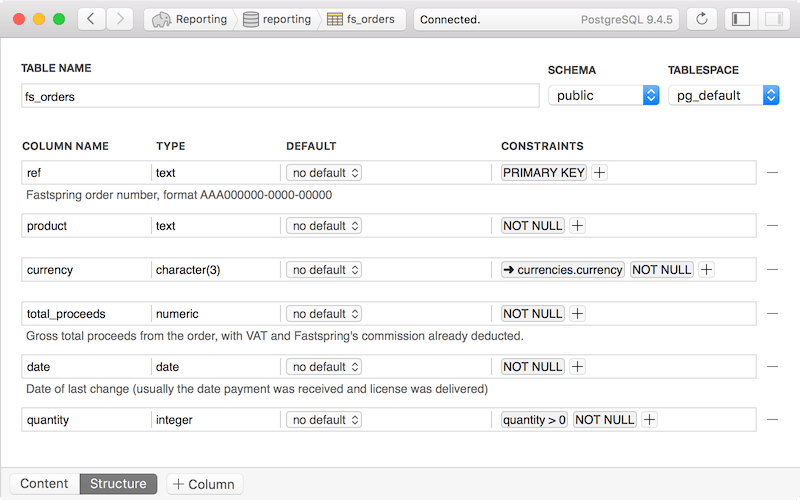 Reporting reporting fs_orders Connected. PostgreSQL 9.4.5
TABLE NAME SCHEMA TABLESPACE
fs_orders public pg_default
COLUMN NAME TYPE DEFAULT CONSTRAINTS
ref text no default PRIMARY KEY +
Fastspring order number, format AAA000000-0000-00000
product text no default NOT NULL +
currency character(3) no default ➜ currencies.currency NOT NULL +
total_proceeds numeric no default NOT NULL +
Gross total proceeds from the order, with VAT and Fastspring's commission already deducted.
date date no default NOT NULL +
Date of last change (usually the date payment was received and license was delivered)
quantity integer no default quantity > 0 NOT NULL +
Content Structure + Column